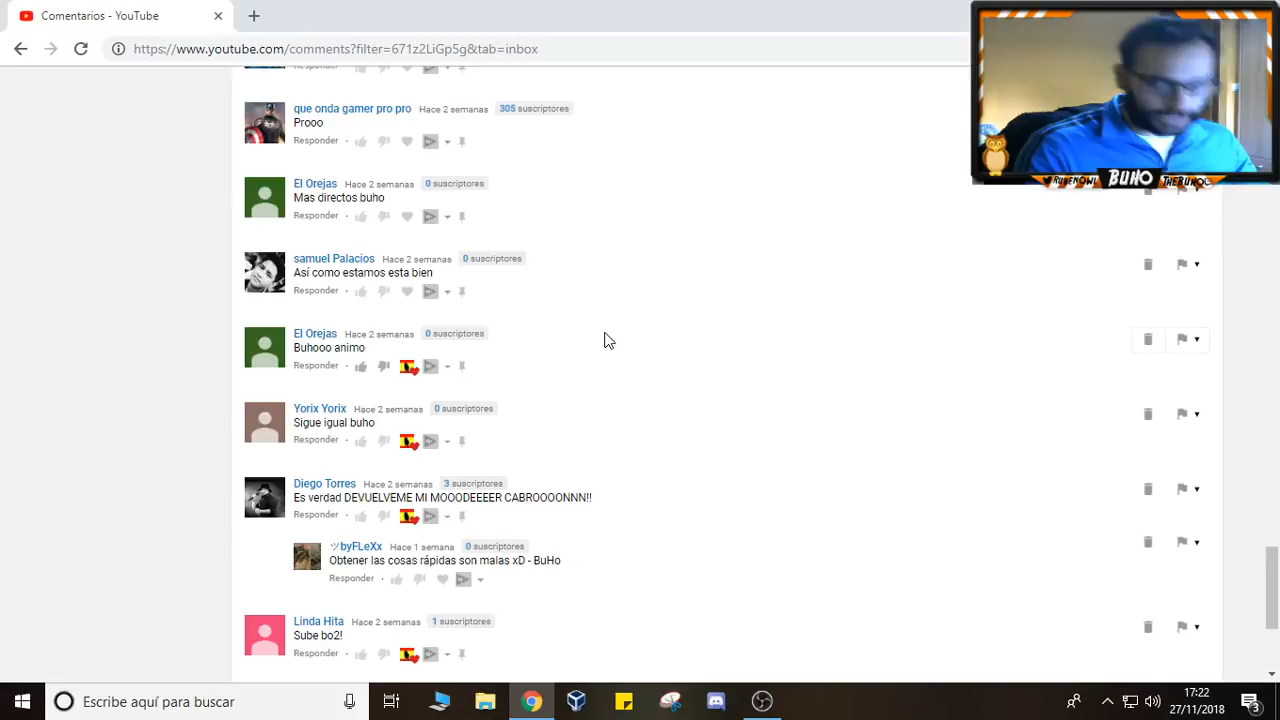 Comentarios - YouTube
https://www.youtube.com/comments?filter=671z2LiGp5g&tab=inbox
RUBENOWL BUHO
Responder ·
que onda gamer pro pro Hace 2 semanas 305 suscriptores
Prooo
Responder ·
El Orejas Hace 2 semanas 0 suscriptores
Mas directos buho
Responder ·
samuel Palacios Hace 2 semanas 0 suscriptores
Así como estamos esta bien
Responder ·
El Orejas Hace 2 semanas 0 suscriptores
Buhooo animo
Responder ·
Yorix Yorix Hace 2 semanas 0 suscriptores
Sigue igual buho
Responder ·
Diego Torres Hace 2 semanas 3 suscriptores
Es verdad DEVUELVEME MI MOOODEEEER CABROOOONNN!!
Responder ·
ツbyFLeXx Hace 1 semana 0 suscriptores
Obtener las cosas rápidas son malas xD - BuHo
Responder ·
Linda Hita Hace 2 semanas 1 suscriptores
Sube bo2!
Responder ·
Escribe aquí para buscar
17:22
27/11/2018
3